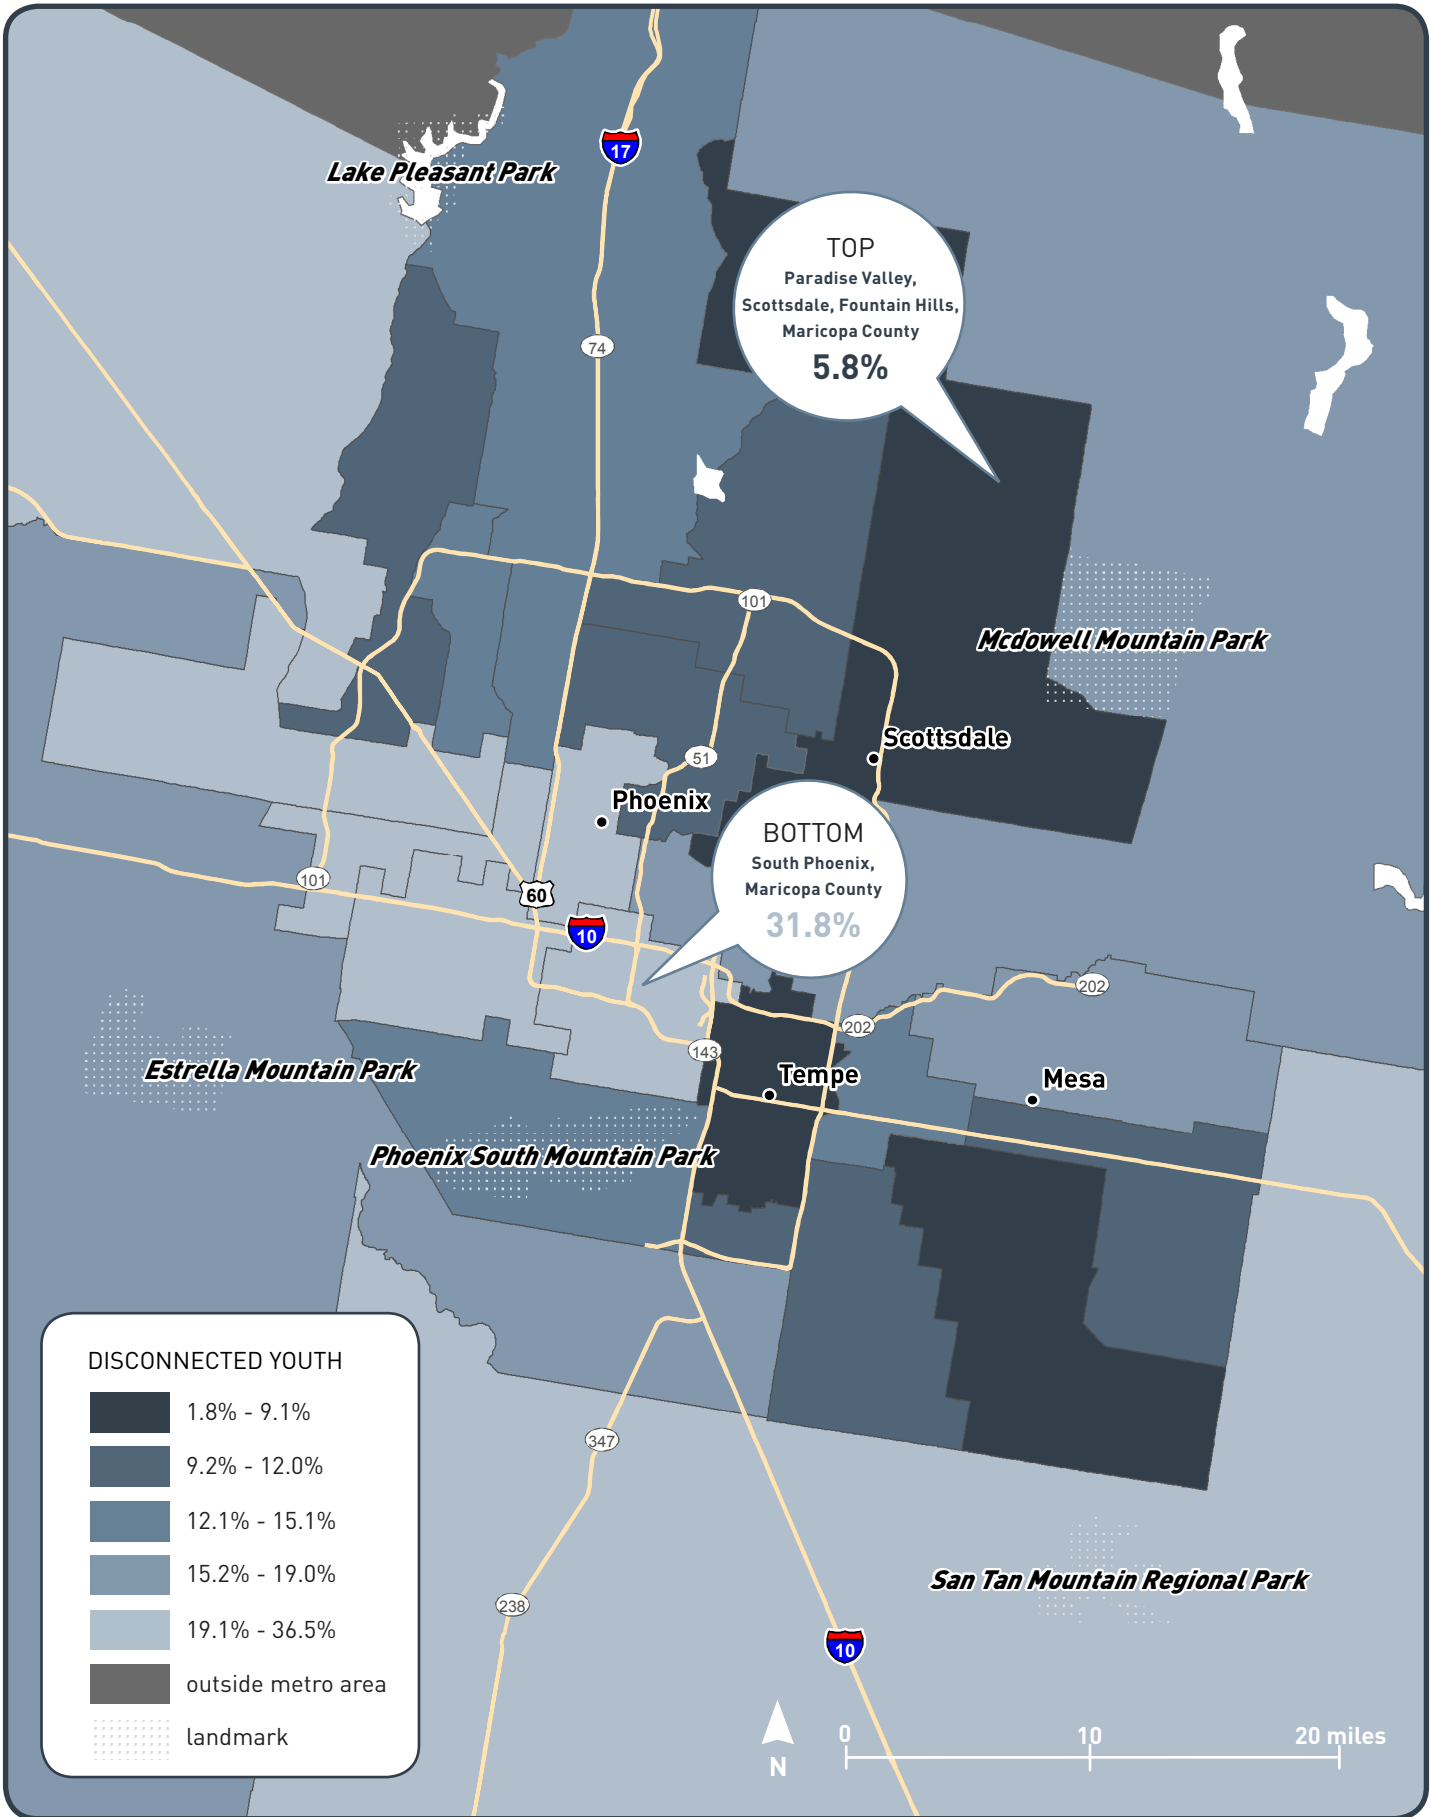 17
Lake Pleasant Park
TOP
Paradise Valley,
Scottsdale, Fountain Hills,
Maricopa County
5.8%
74
101
Mcdowell Mountain Park
Scottsdale
51
Phoenix
BOTTOM
South Phoenix,
Maricopa County
31.8%
101
60
10
202
202
143
Estrella Mountain Park
Tempe
Mesa
Phoenix South Mountain Park
DISCONNECTED YOUTH
1.8% - 9.1%
9.2% - 12.0%
12.1% - 15.1%
15.2% - 19.0%
19.1% - 36.5%
outside metro area
landmark
347
238
San Tan Mountain Regional Park
10
N
0
10
20 miles